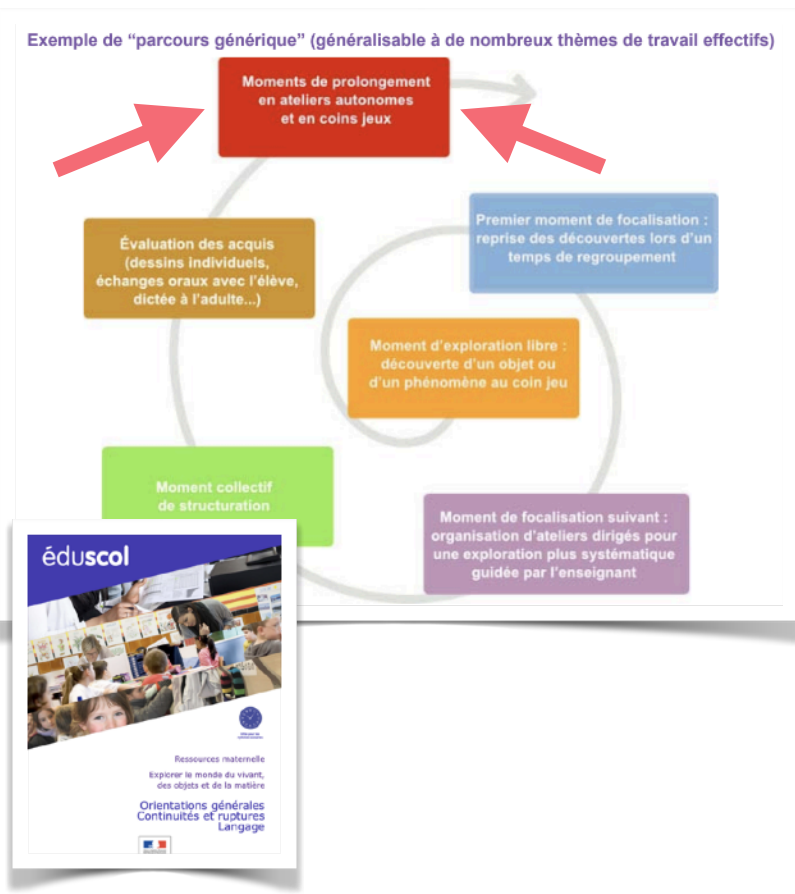 Exemple de “parcours générique” (généralisable à de nombreux thèmes de travail effectifs)
Moments de prolongement
en ateliers autonomes
et en coins jeux
Premier moment de focalisation :
reprise des découvertes lors d’un
temps de regroupement
Évaluation des acquis
(dessins individuels,
échanges oraux avec l’élève,
dictée à l’adulte...)
Moment d’exploration libre :
découverte d’un objet ou
d’un phénomène au coin jeu
Moment collectif
de structuration
Moment de focalisation suivant :
organisation d’ateliers dirigés pour
une exploration plus systématique
guidée par l’enseignant
éduscol
Ressources maternelle
Explorer le monde du vivant,
des objets et de la matière
Orientations générales
Continuités et ruptures
Langage